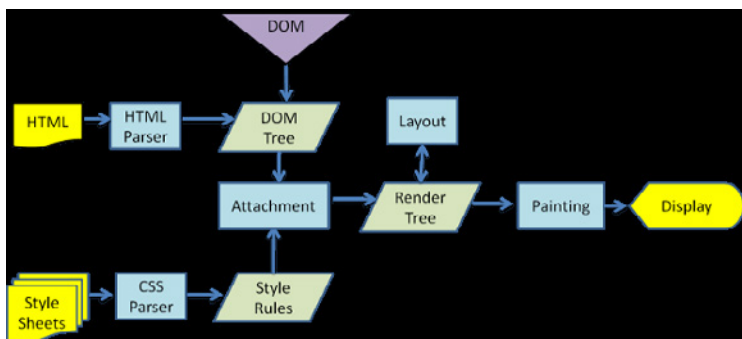 DOM
HTML
HTML
Parser
DOM
Tree
Layout
Attachment
Render
Tree
Painting
Display
Style
Sheets
CSS
Parser
Style
Rules